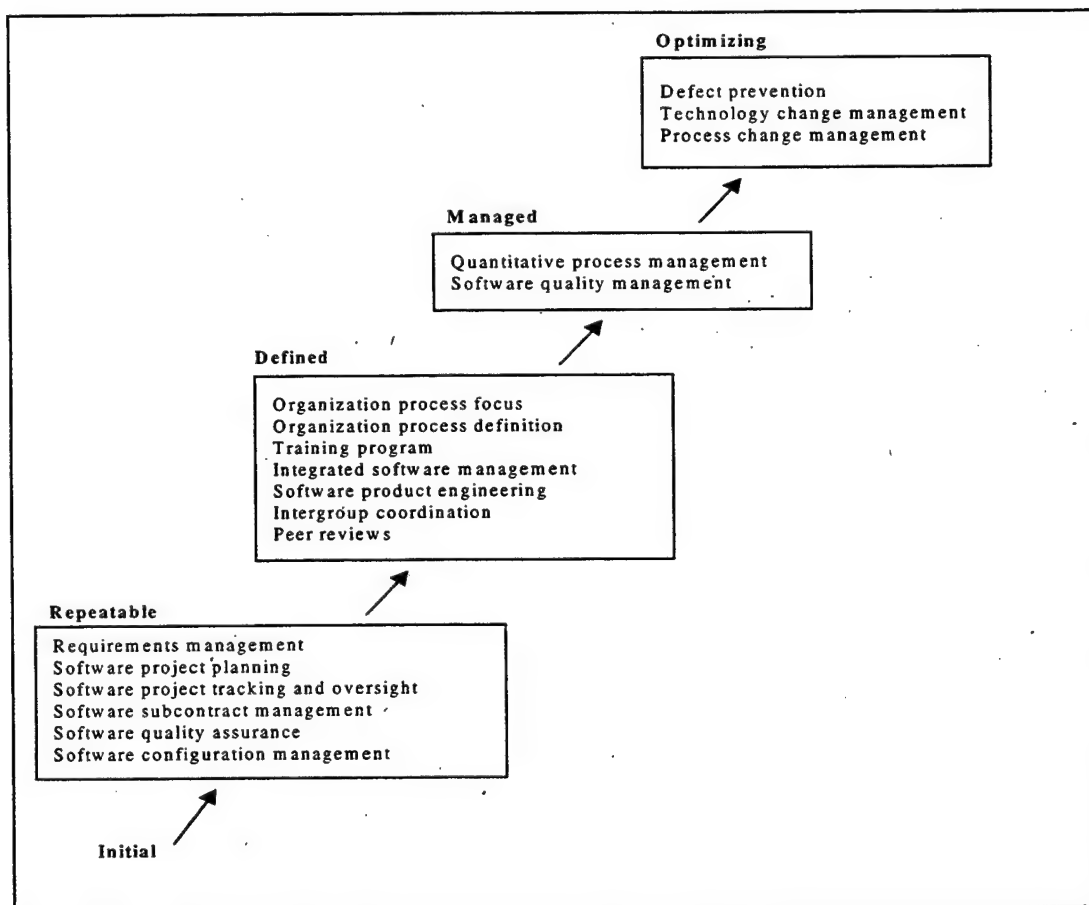 Optimizing
Defect prevention
Technology change management
Process change management
Managed
Quantitative process management
Software quality management
Defined
Organization process focus
Organization process definition
Training program
Integrated software management
Software product engineering
Intergroup coordination
Peer reviews
Repeatable
Requirements management
Software project planning
Software project tracking and oversight
Software subcontract management
Software quality assurance
Software configuration management
Initial